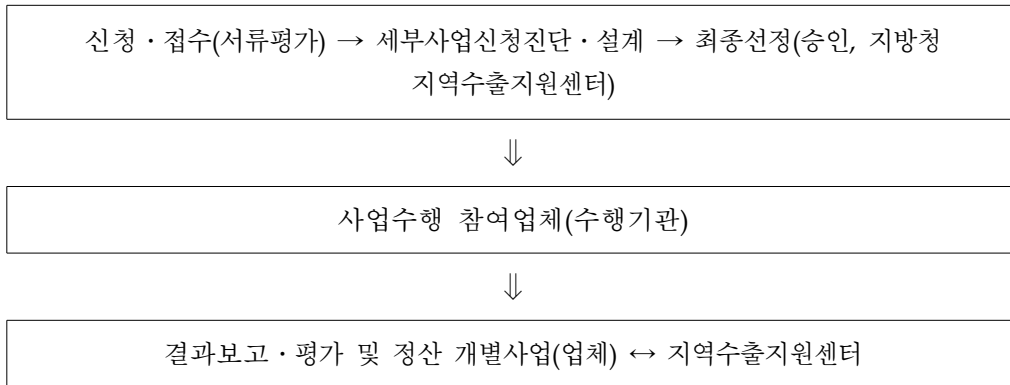 신청·접수(서류평가) → 세부사업신청진단·설계 → 최종선정(승인, 지방청
지역수출지원센터)
⇓
사업수행 참여업체(수행기관)
⇓
결과보고·평가 및 정산 개별사업(업체) ↔ 지역수출지원센터